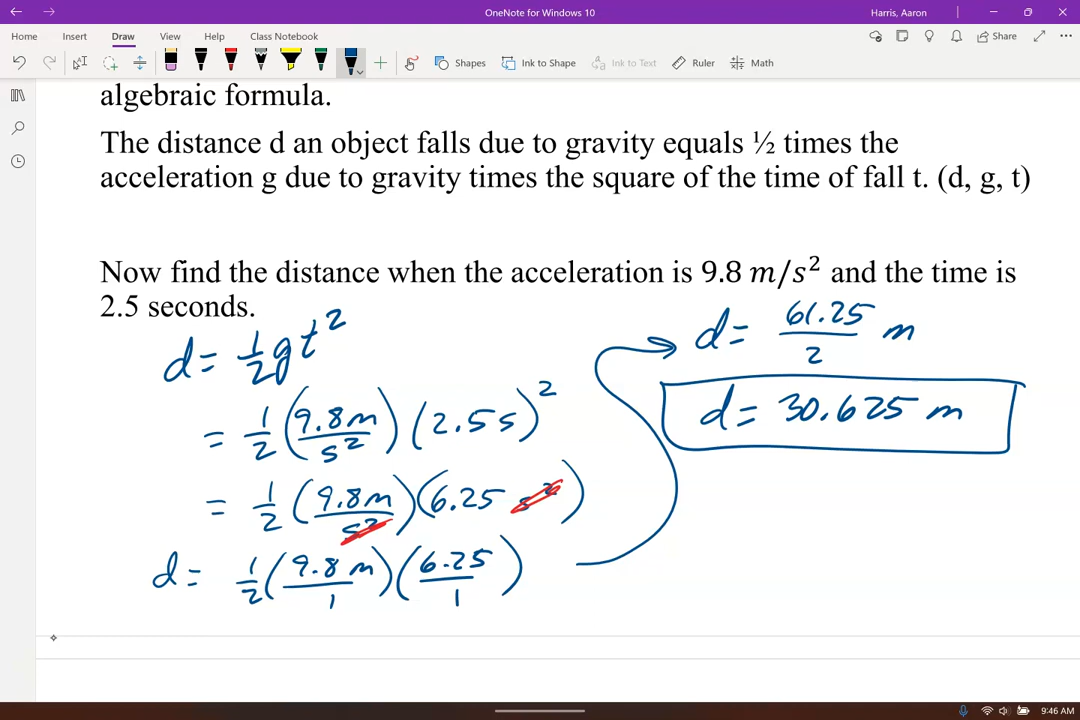 OneNote for Windows 10
Harris, Aaron
Home Insert Draw View Help Class Notebook
Share
Shapes Ink to Shape Ink to Text Ruler Math
algebraic formula.
The distance d an object falls due to gravity equals ½ times the
acceleration g due to gravity times the square of the time of fall t. (d, g, t)
Now find the distance when the acceleration is 9.8 m/s² and the time is
2.5 seconds.
d = 1/2 g t²
= 1/2 (9.8m/s²) (2.5 s)²
= 1/2 (9.8m/s²) (6.25 s²)
d = 1/2 (9.8 m/1) (6.25/1)
d = 61.25/2 m
d = 30.625 m
9:46 AM